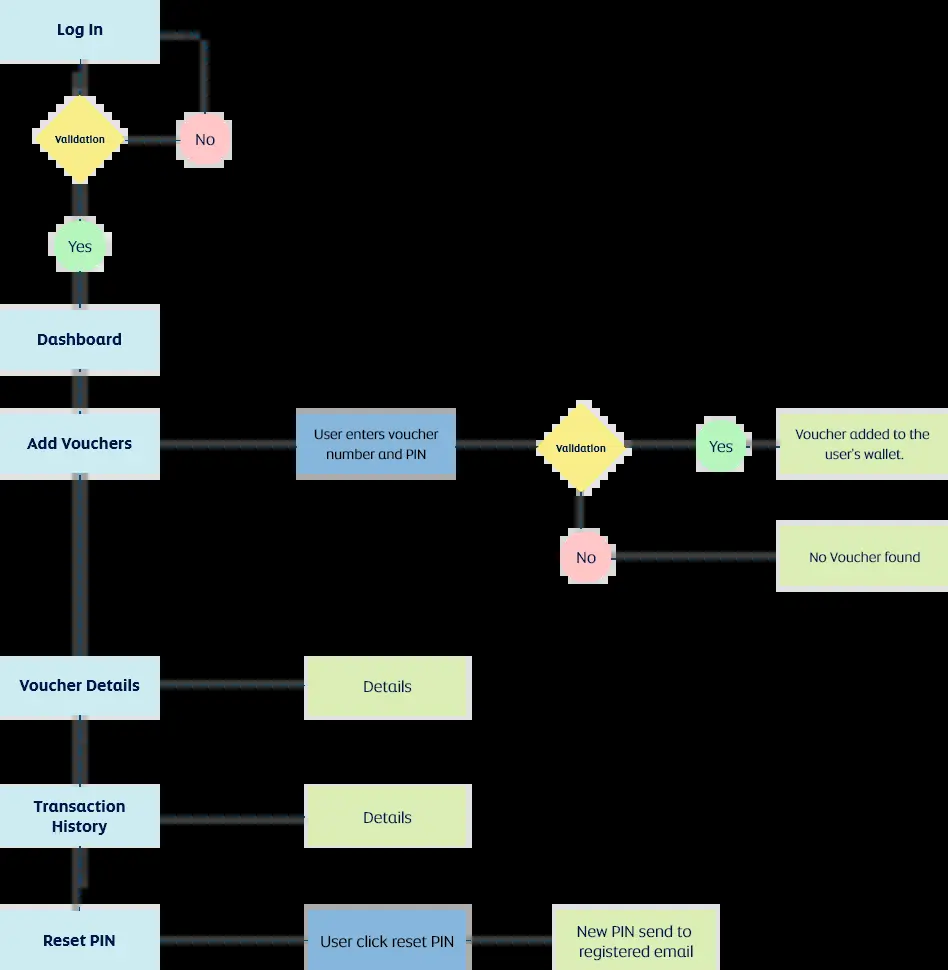 Log In
Validation
No
Yes
Dashboard
Add Vouchers
User enters voucher
number and PIN
Validation
Yes
Voucher added to the
user's wallet.
No
No Voucher found
Voucher Details
Details
Transaction
History
Details
Reset PIN
User click reset PIN
New PIN send to
registered email